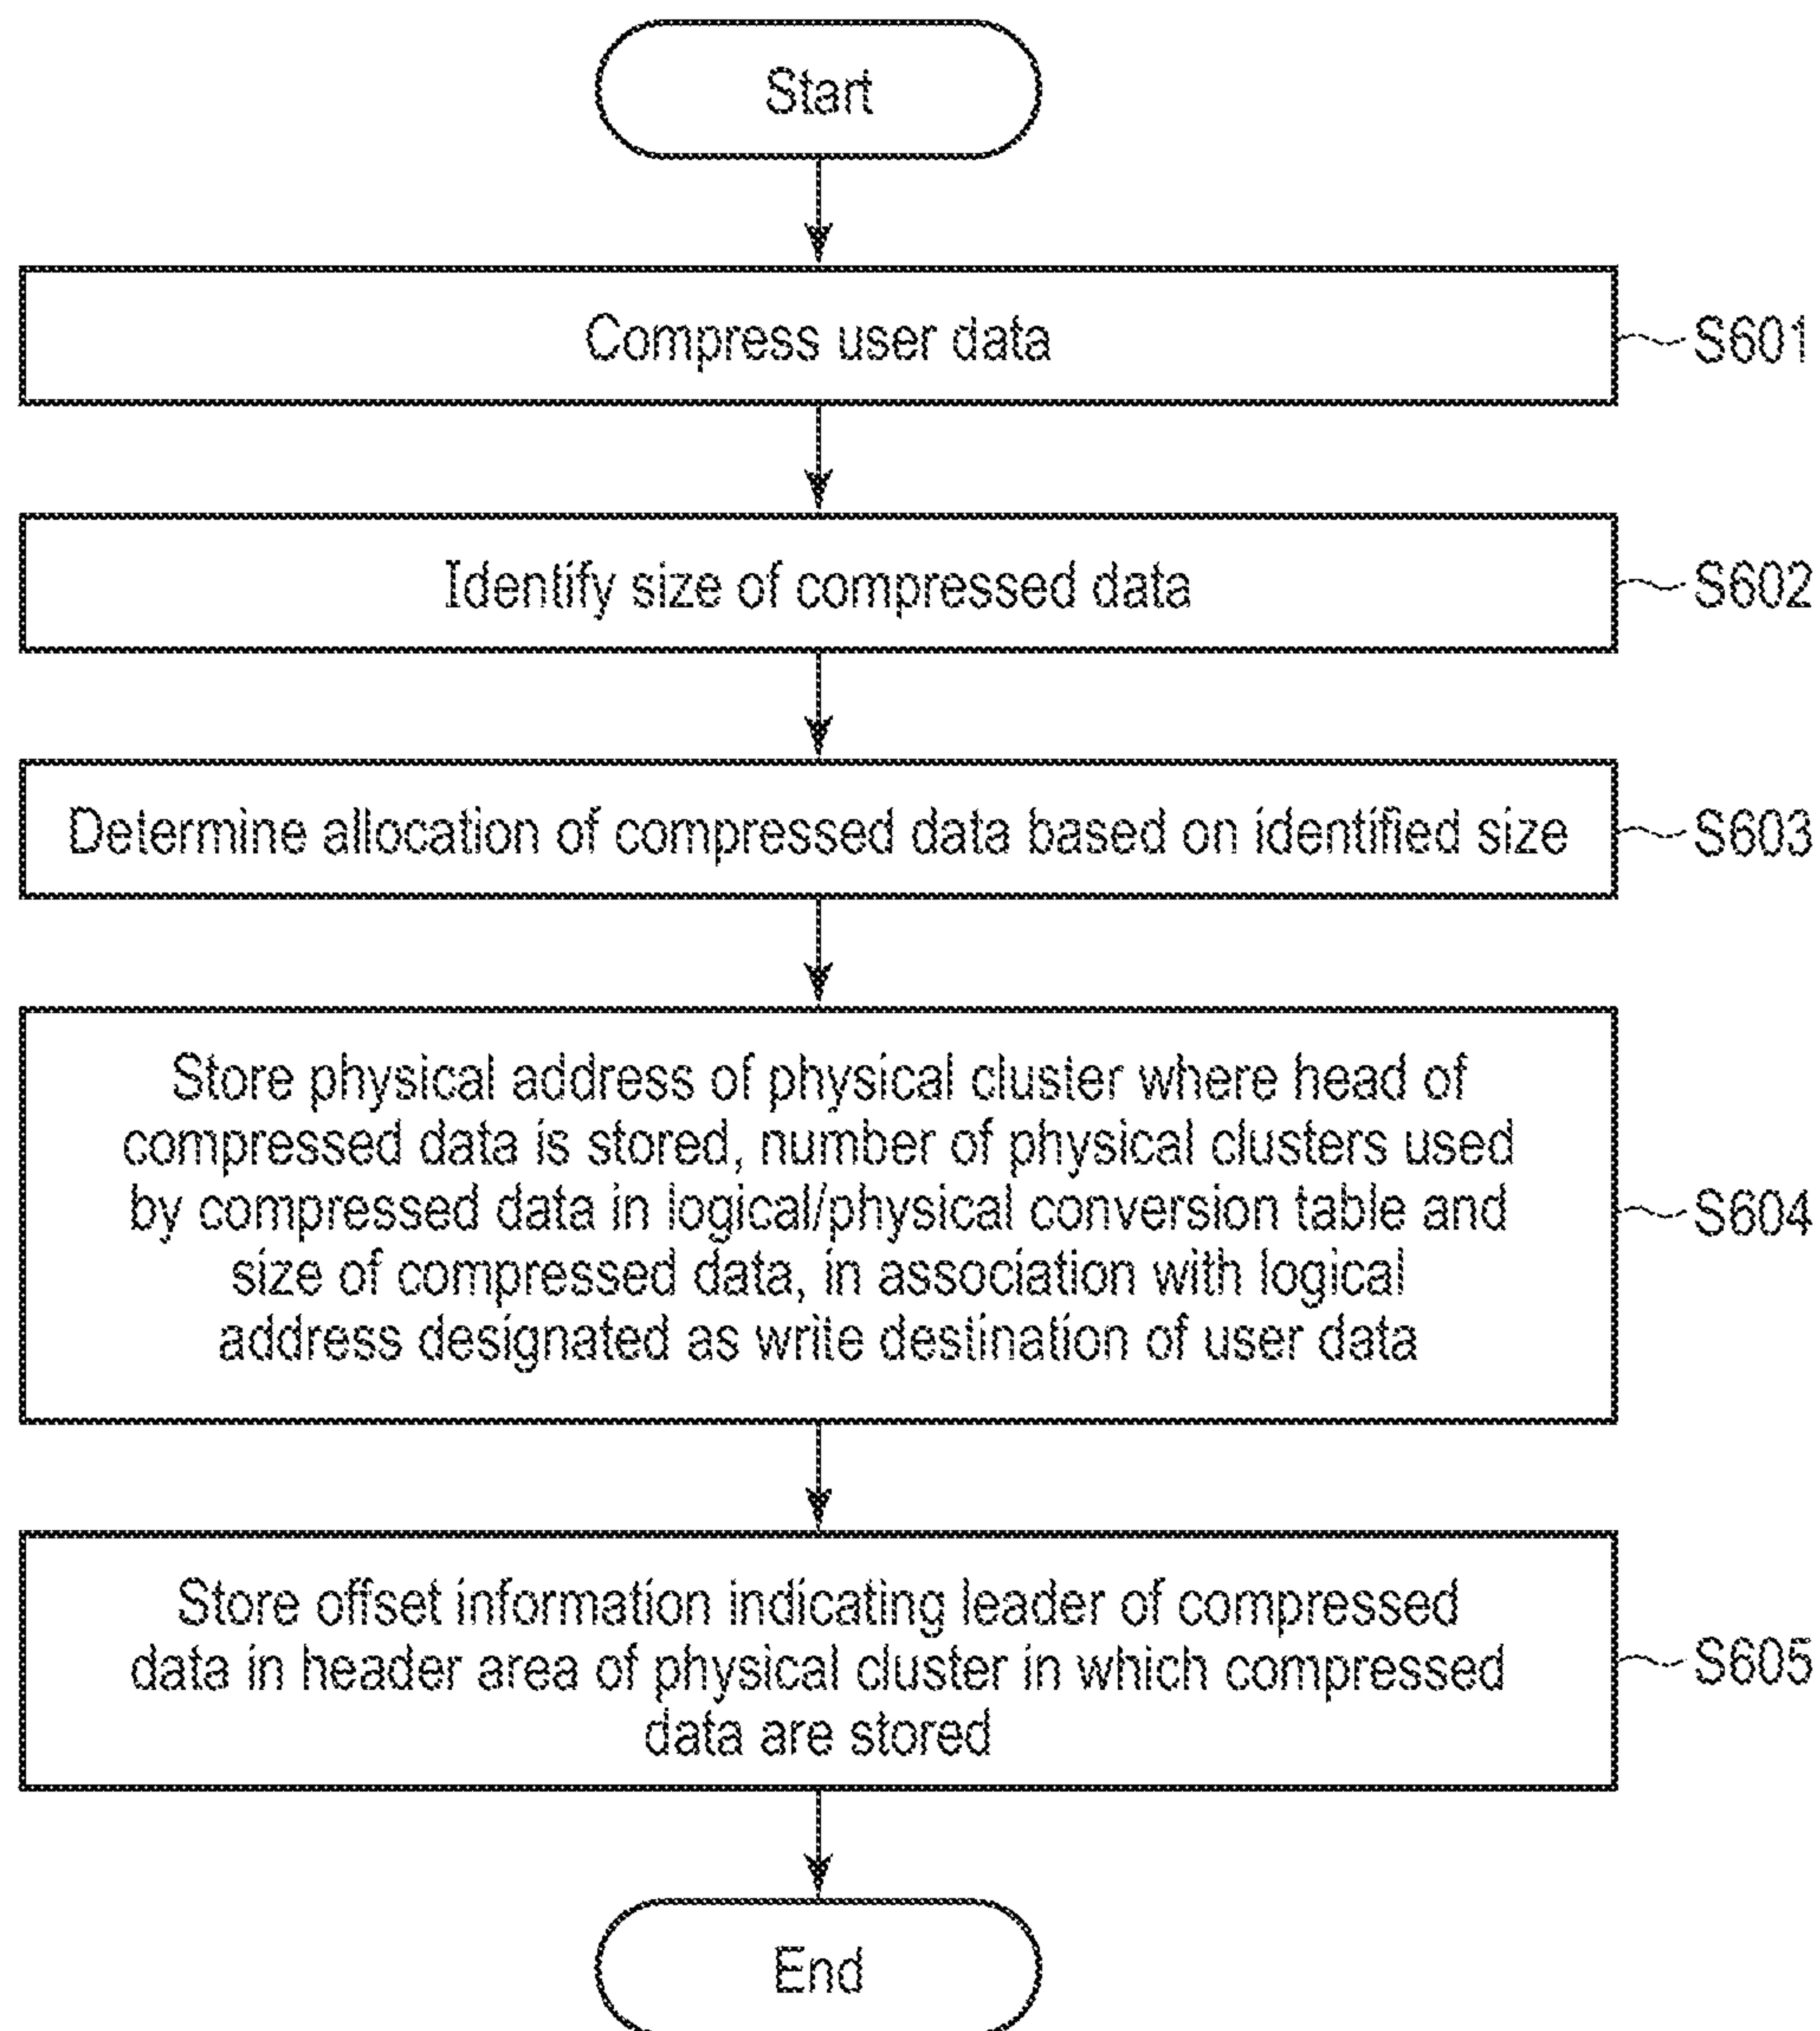 Start
Compress user data
S601
Identify size of compressed data
S602
Determine allocation of compressed data based on identified size
S603
Store physical address of physical cluster where head of
compressed data is stored, number of physical clusters used
by compressed data in logical/physical conversion table and
size of compressed data, in association with logical
address designated as write destination of user data
S604
Store offset information indicating leader of compressed
data in header area of physical cluster in which compressed
data are stored
S605
End